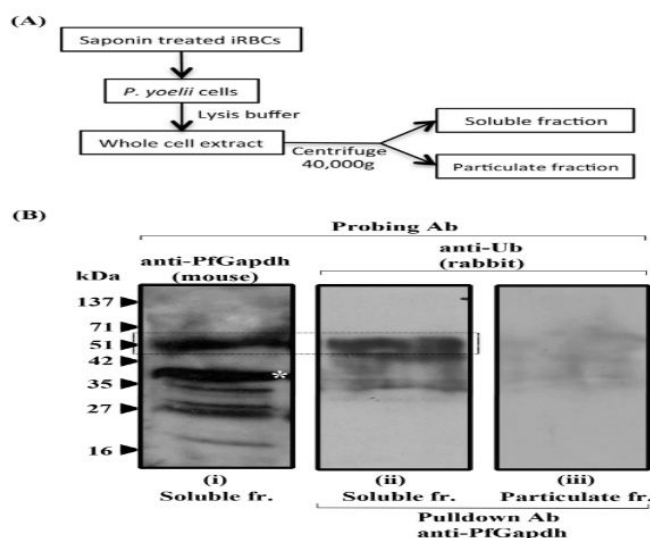 (A)
Saponin treated iRBCs
P. yoelii cells
Lysis buffer
Whole cell extract
Centrifuge
40,000g
Soluble fraction
Particulate fraction
(B)
Probing Ab
anti-PfGapdh
(mouse)
anti-Ub
(rabbit)
kDa
137
71
51
42
35
27
16
*
(i)
Soluble fr.
(ii)
Soluble fr.
(iii)
Particulate fr.
Pulldown Ab
anti-PfGapdh